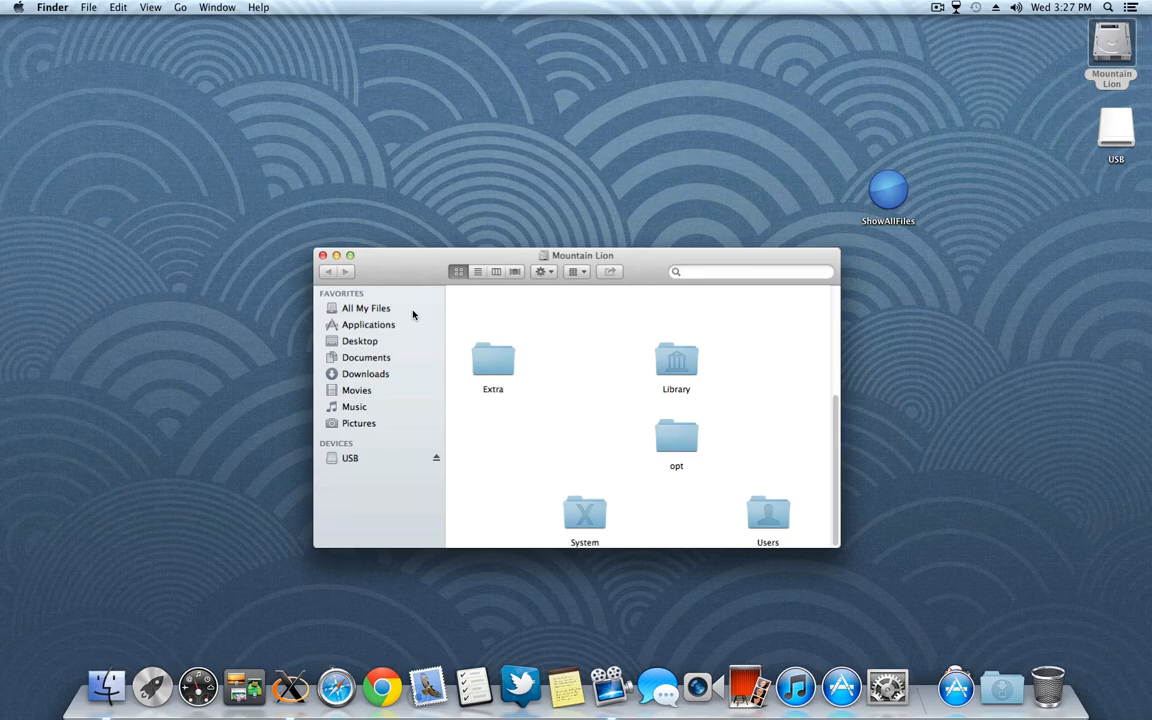 Finder File Edit View Go Window Help Wed 3:27 PM
Mountain Lion
USB
ShowAllFiles
Mountain Lion
FAVORITES
All My Files
Applications
Desktop
Documents
Downloads
Movies
Music
Pictures
DEVICES
USB
Extra Library
opt
System Users